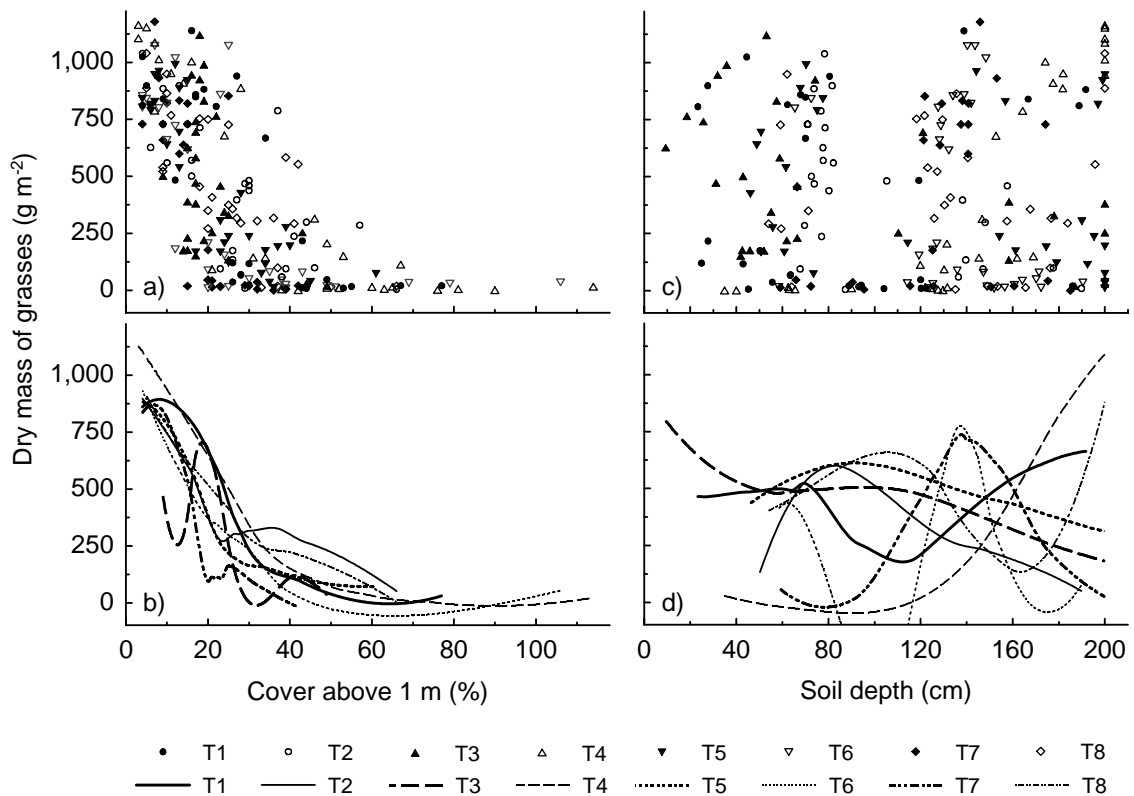 1,000
750
500
250
0
a)
c)
Dry mass of grasses (g m-2)
1,000
750
500
250
0
b)
d)
0 20 40 60 80 100 0 40 80 120 160 200
Cover above 1 m (%) Soil depth (cm)
T1 T2 T3 T4 T5 T6 T7 T8
T1 T2 T3 T4 T5 T6 T7 T8